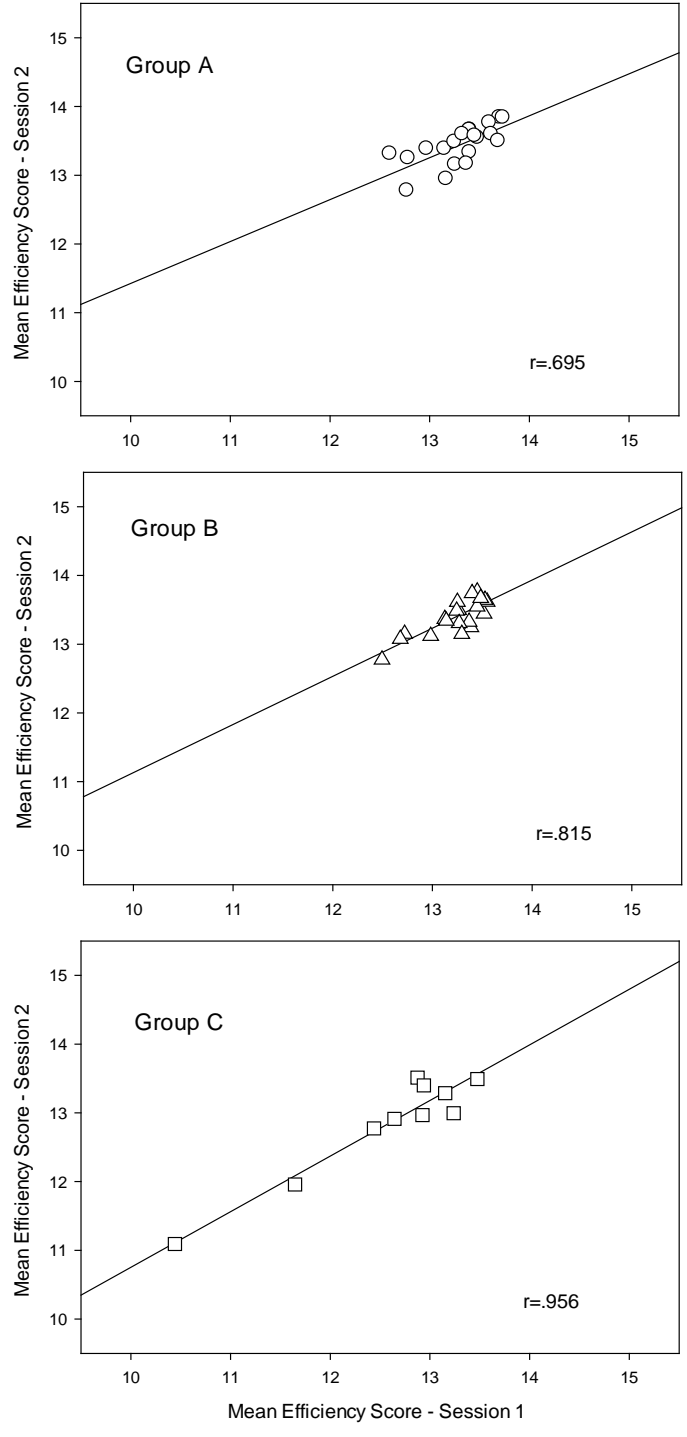 Group A
Mean Efficiency Score - Session 2
15
14
13
12
11
10
r=.695
10 11 12 13 14 15
Group B
Mean Efficiency Score - Session 2
15
14
13
12
11
10
r=.815
10 11 12 13 14 15
Group C
Mean Efficiency Score - Session 2
15
14
13
12
11
10
r=.956
10 11 12 13 14 15
Mean Efficiency Score - Session 1